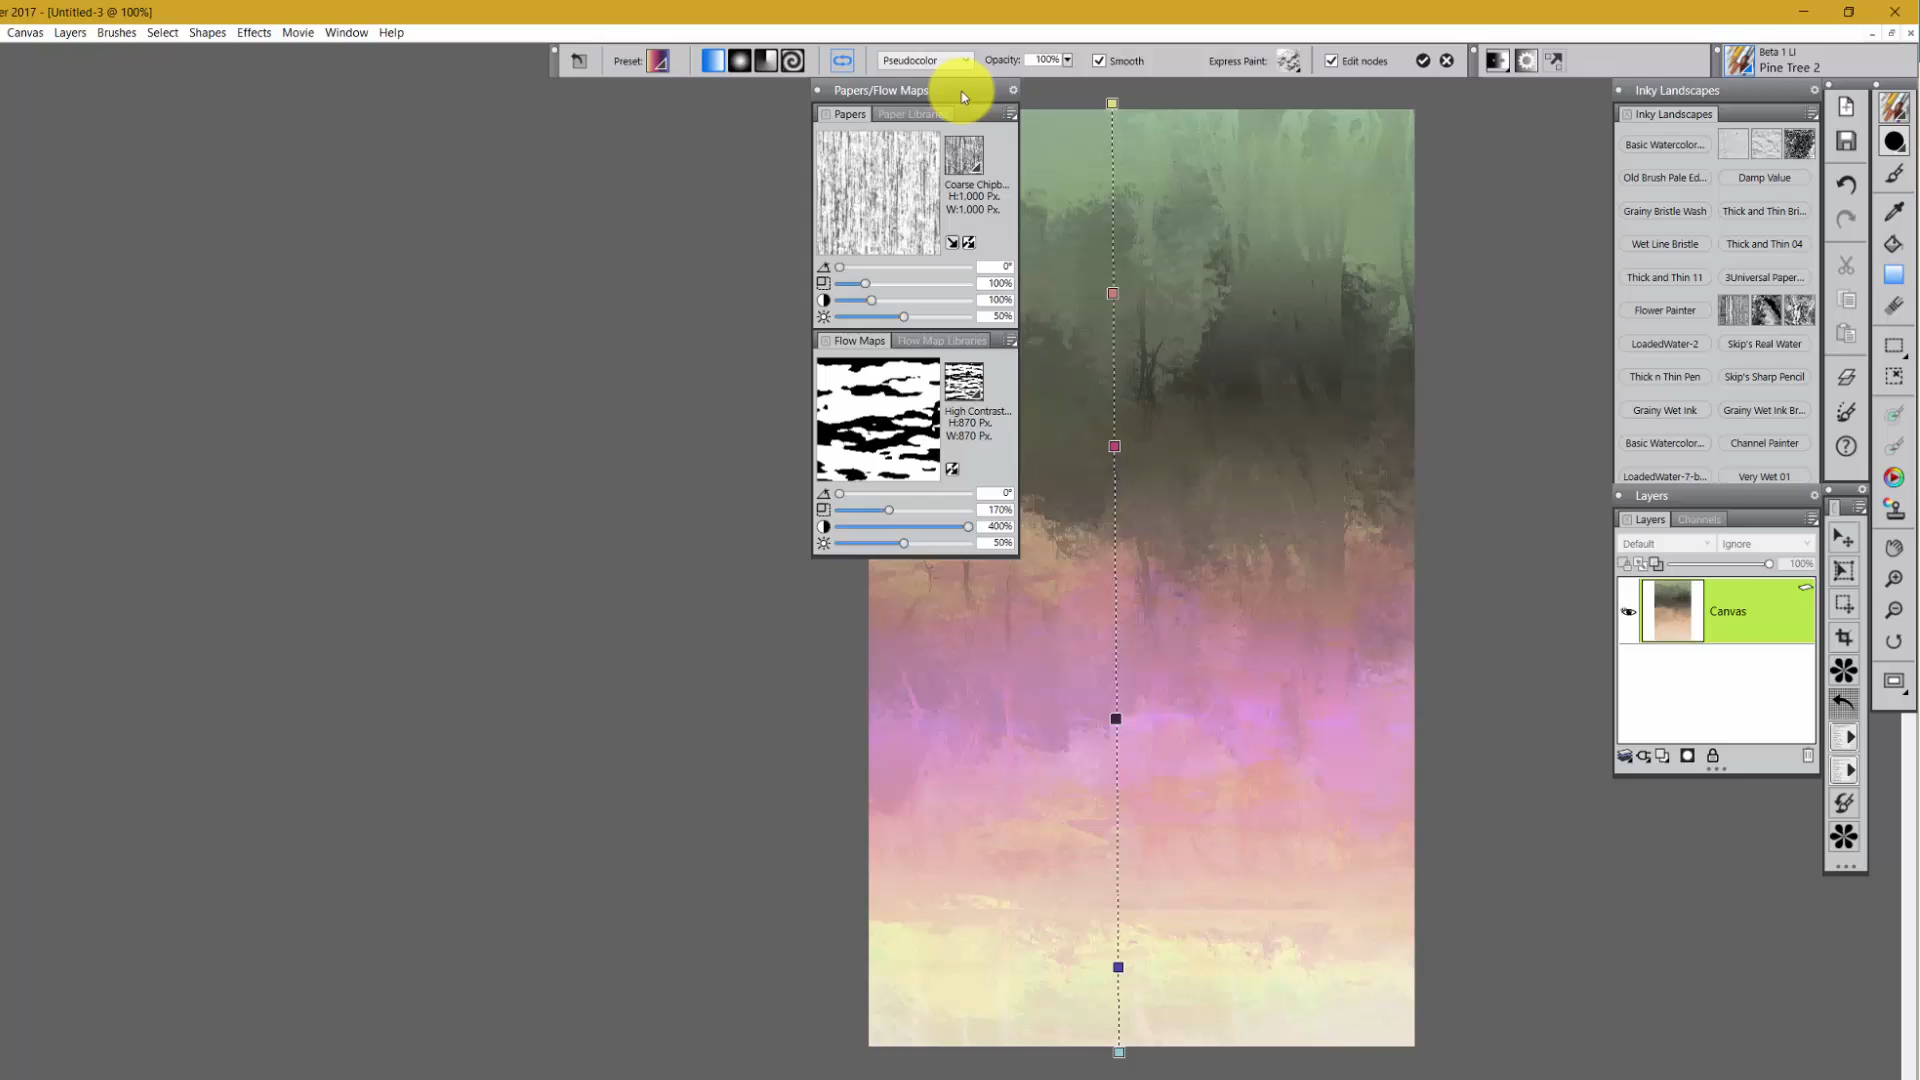 er 2017 - [Untitled-3 @ 100%]
Canvas Layers Brushes Select Shapes Effects Movie Window Help
Preset: Pseudocolor Opacity: 100% Smooth Express Paint: Edit nodes
Beta 1 LI
Pine Tree 2
Papers/Flow Maps
Papers Paper Libraries
Coarse Chipb...
H:1,000 Px.
W:1,000 Px.
0°
100%
100%
50%
Flow Maps Flow Map Libraries
High Contrast...
H:870 Px.
W:870 Px.
0°
170%
400%
50%
Inky Landscapes
Inky Landscapes
Basic Watercolor...
Old Brush Pale Ed... Damp Value
Grainy Bristle Wash Thick and Thin Bri...
Wet Line Bristle Thick and Thin 04
Thick and Thin 11 3Universal Paper...
Flower Painter
LoadedWater-2 Skip's Real Water
Thick n Thin Pen Skip's Sharp Pencil
Grainy Wet Ink Grainy Wet Ink Br...
Basic Watercolor... Channel Painter
LoadedWater-7-b... Very Wet 01
Layers
Layers Channels
Default Ignore
100%
Canvas